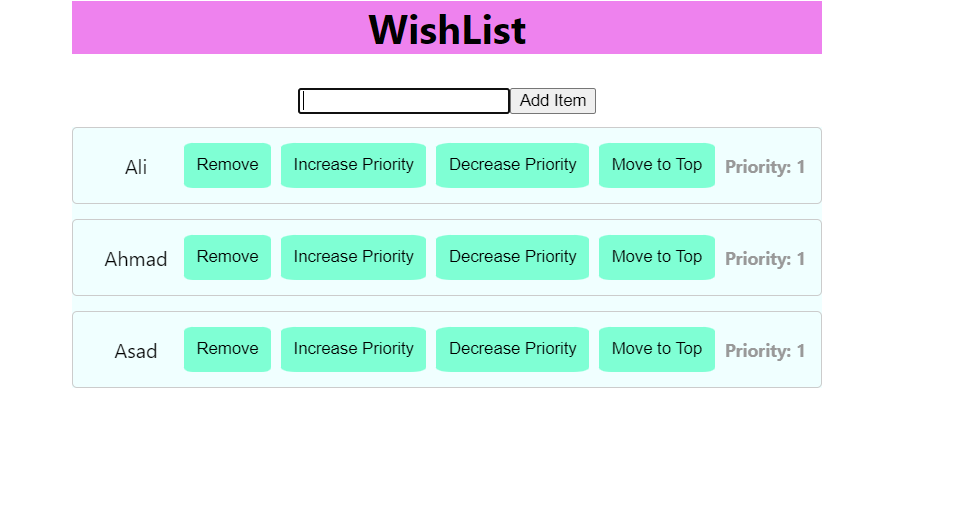 WishList
Add Item
Ali Remove Increase Priority Decrease Priority Move to Top Priority: 1
Ahmad Remove Increase Priority Decrease Priority Move to Top Priority: 1
Asad Remove Increase Priority Decrease Priority Move to Top Priority: 1